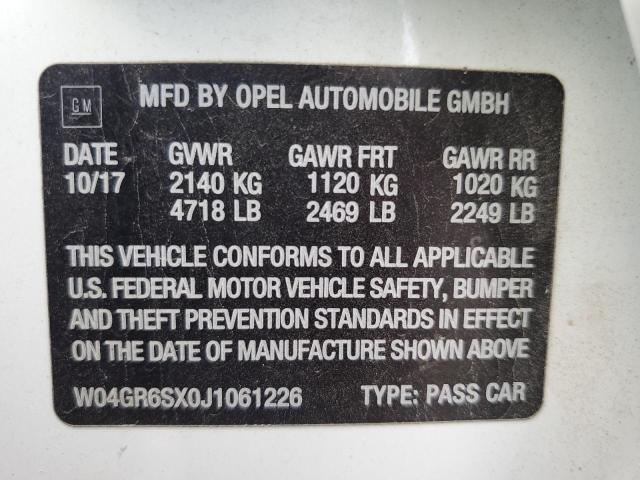 GM
MFD BY OPEL AUTOMOBILE GMBH
DATE GVWR GAWR FRT GAWR RR
10/17 2140 KG 1120 KG 1020 KG
4718 LB 2469 LB 2249 LB
THIS VEHICLE CONFORMS TO ALL APPLICABLE
U.S. FEDERAL MOTOR VEHICLE SAFETY, BUMPER
AND THEFT PREVENTION STANDARDS IN EFFECT
ON THE DATE OF MANUFACTURE SHOWN ABOVE
W04GR6SX0J1061226 TYPE: PASS CAR